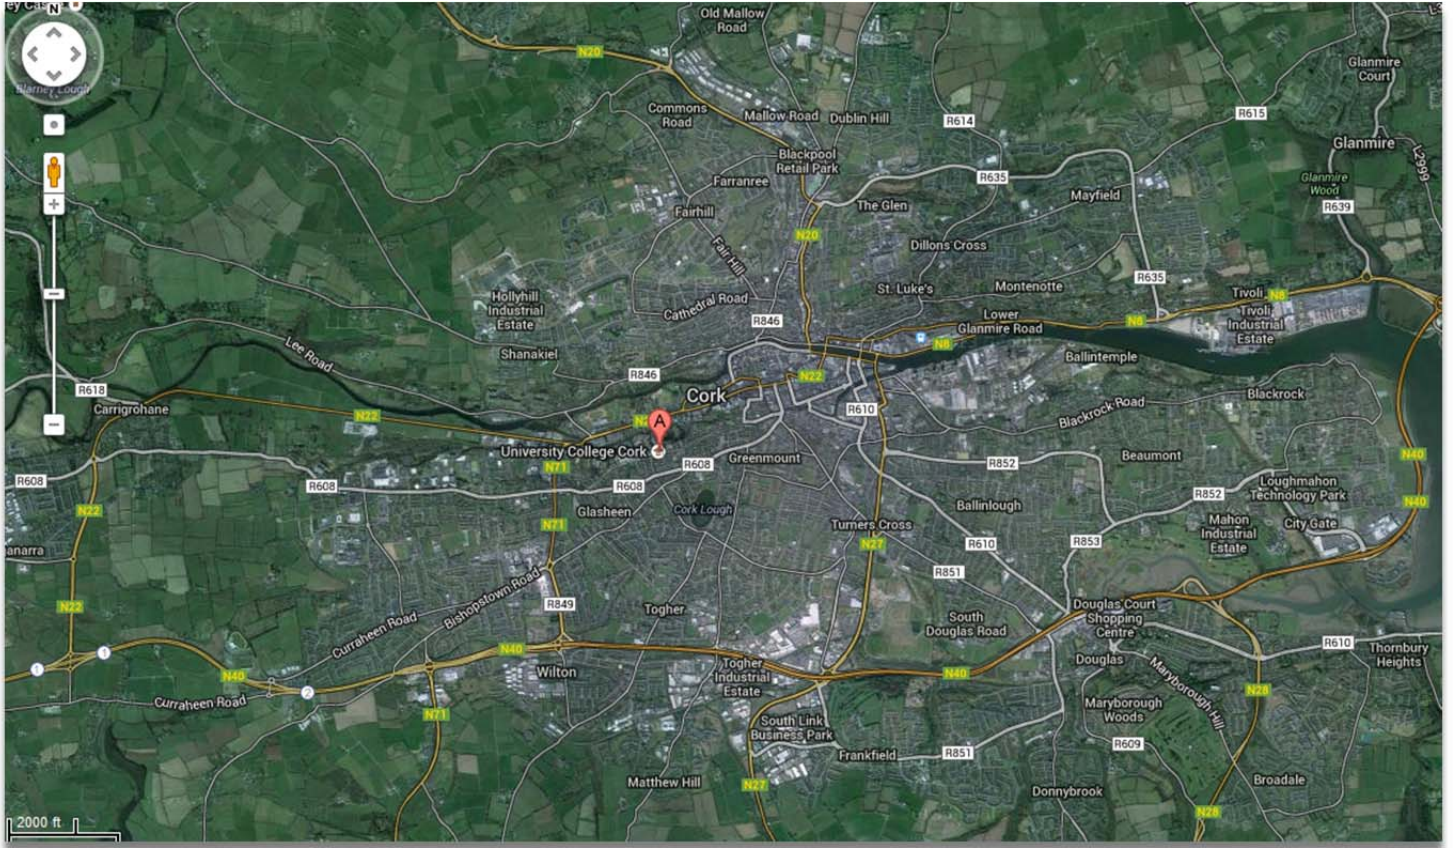 N
Old Mallow
Road
N20
Blarney Lough
Glanmire
Court
Commons
Road
Mallow Road
Dublin Hill
R614
R615
Glanmire
L2999
Blackpool
Retail Park
Farranree
R635
Mayfield
Glanmire
Wood
R639
Fairhill
The Glen
N20
Fair Hill
Dillons Cross
R635
St. Luke's
Montenotte
Tivoli
N8
Hollyhill
Industrial
Estate
Cathedral Road
R846
Lower
Glanmire Road
N8
Tivoli
Industrial
Estate
Lee Road
Shanakiel
N8
Ballintemple
R846
N22
R618
Cork
Blackrock
Carrigrohane
N22
A
R610
Blackrock Road
University College Cork
N71
R608
Greenmount
R852
Beaumont
N40
R608
R608
R608
R852
Loughmahon
Technology Park
N40
N22
N71
Glasheen
Cork Lough
Turners Cross
Ballinlough
Mahon
Industrial
Estate
City Gate
anarra
N27
R610
R853
R851
Bishopstown Road
N22
R849
Togher
Curraheen Road
South
Douglas Road
Douglas Court
Shopping
Centre
1
1
N40
R610
Thornbury
Heights
N40
Wilton
Togher
Industrial
Estate
N40
Douglas
Maryborough Hill
2
Curraheen Road
N28
N71
Maryborough
Woods
South Link
Business Park
Frankfield
R851
R609
Matthew Hill
N27
Donnybrook
Broadale
N28
2000 ft